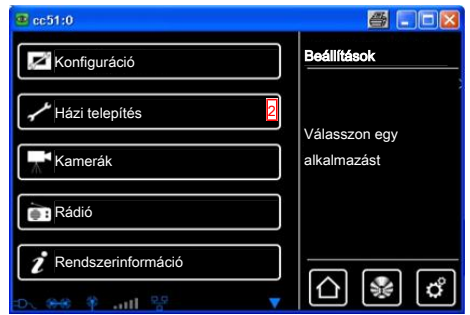 cc51:0
Konfiguráció
Házi telepítés 2
Kamerák
Rádió
Rendszerinformáció
Beállítások
Válasszon egy
alkalmazást